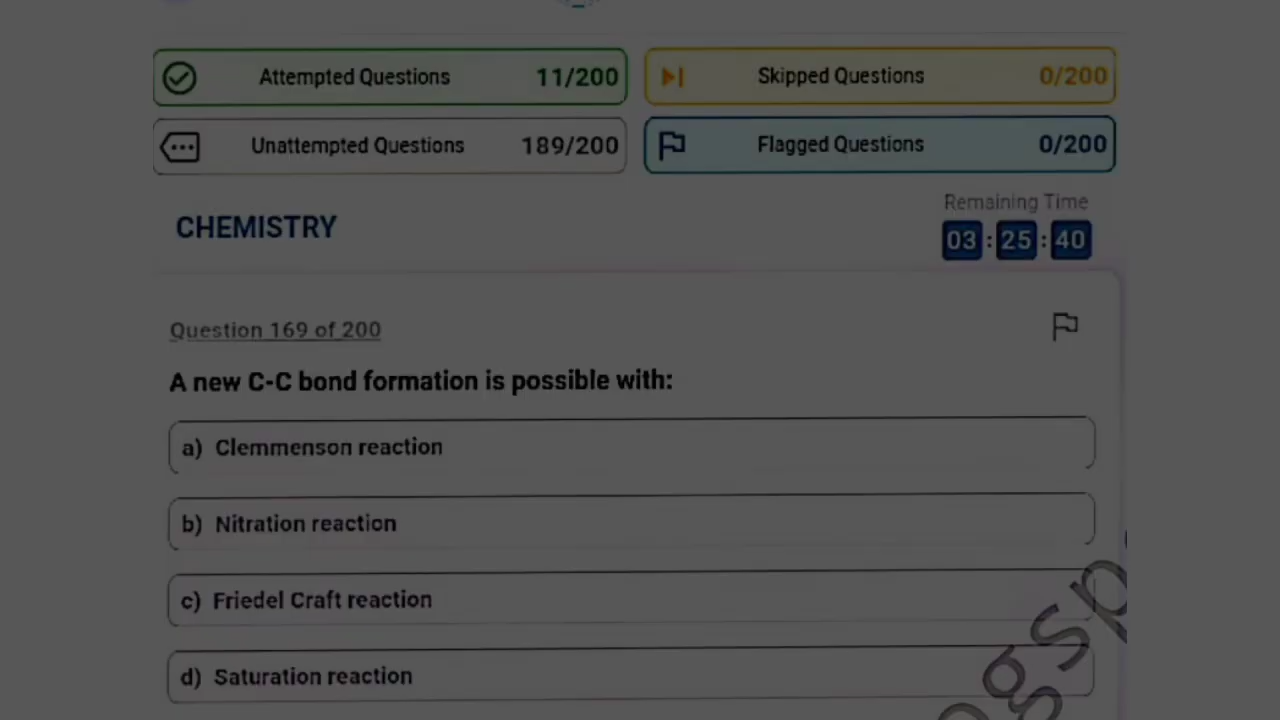 Attempted Questions 11/200
Skipped Questions 0/200
Unattempted Questions 189/200
Flagged Questions 0/200
CHEMISTRY
Remaining Time
03 : 25 : 40
Question 169 of 200
A new C-C bond formation is possible with:
a) Clemmenson reaction
b) Nitration reaction
c) Friedel Craft reaction
d) Saturation reaction